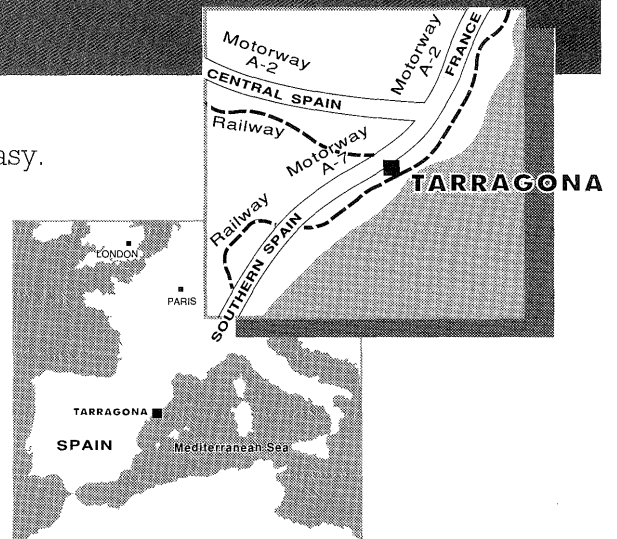 Motorway
A-2
Motorway
A-2
FRANCE
CENTRAL SPAIN
Railway
Motorway
A-7
TARRAGONA
Railway
SOUTHERN SPAIN
asy.
LONDON
PARIS
TARRAGONA
SPAIN
Mediterranean Sea